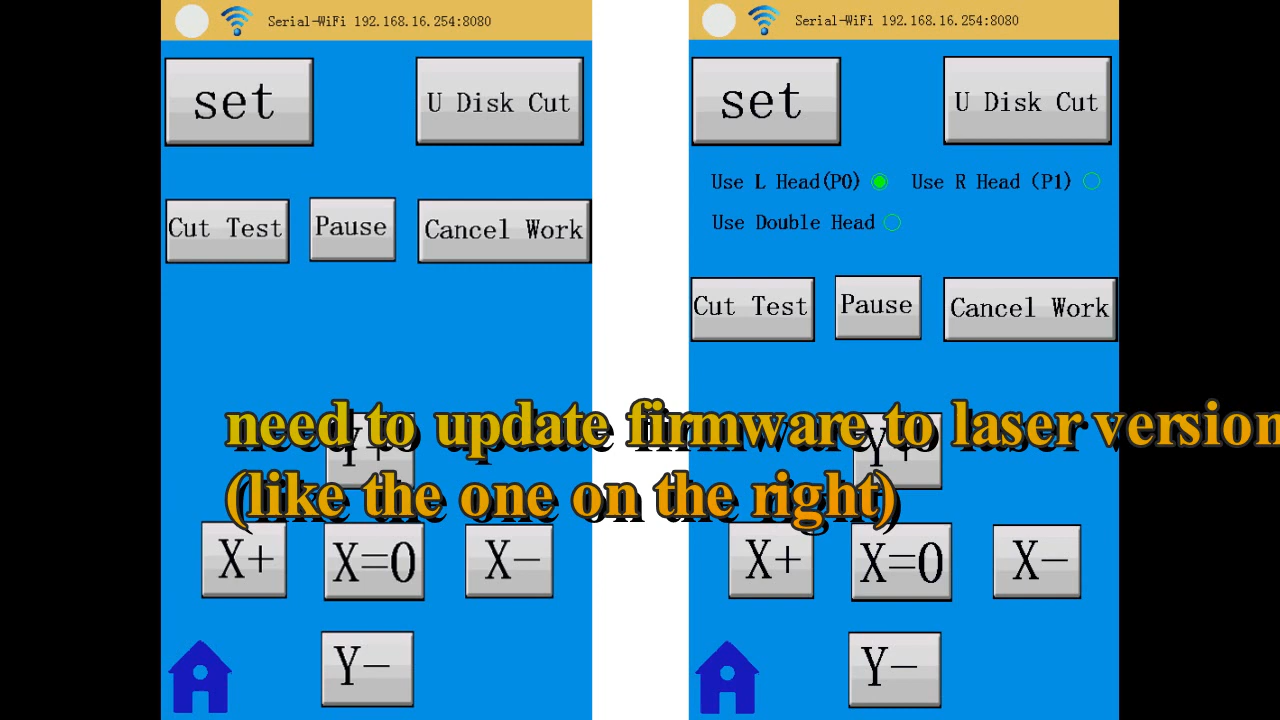 Serial-WiFi 192.168.16.254:8080
set
U Disk Cut
Cut Test
Pause
Cancel Work
Y+
X+
X=0
X-
Y-
Serial-WiFi 192.168.16.254:8080
set
U Disk Cut
Use L Head(P0)
Use R Head (P1)
Use Double Head
Cut Test
Pause
Cancel Work
Y+
X+
X=0
X-
Y-
need to update firmware to laser version
(like the one on the right)